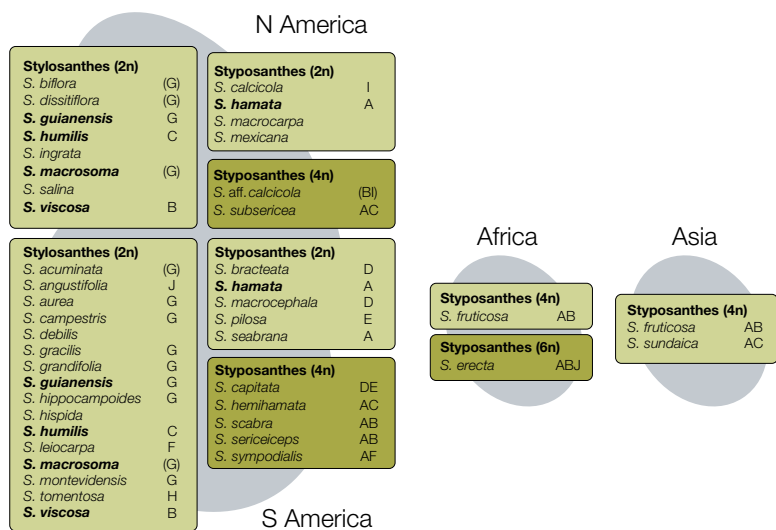 N America
Stylosanthes (2n)
S. biflora (G)
S. dissitiflora (G)
S. guianensis G
S. humilis C
S. ingrata
S. macrosoma (G)
S. salina
S. viscosa B
Styposanthes (2n)
S. calcicola I
S. hamata A
S. macrocarpa
S. mexicana
Styposanthes (4n)
S. aff. calcicola (BI)
S. subsericea AC
Stylosanthes (2n)
S. acuminata (G)
S. angustifolia J
S. aurea G
S. campestris G
S. debilis
S. gracilis G
S. grandifolia G
S. guianensis G
S. hippocampoides G
S. hispida
S. humilis C
S. leiocarpa F
S. macrosoma (G)
S. montevidensis G
S. tomentosa H
S. viscosa B
Styposanthes (2n)
S. bracteata D
S. hamata A
S. macrocephala D
S. pilosa E
S. seabrana A
Styposanthes (4n)
S. capitata DE
S. hemihamata AC
S. scabra AB
S. sericeiceps AB
S. sympodialis AF
S America
Africa
Styposanthes (4n)
S. fruticosa AB
Styposanthes (6n)
S. erecta ABJ
Asia
Styposanthes (4n)
S. fruticosa AB
S. sundaica AC